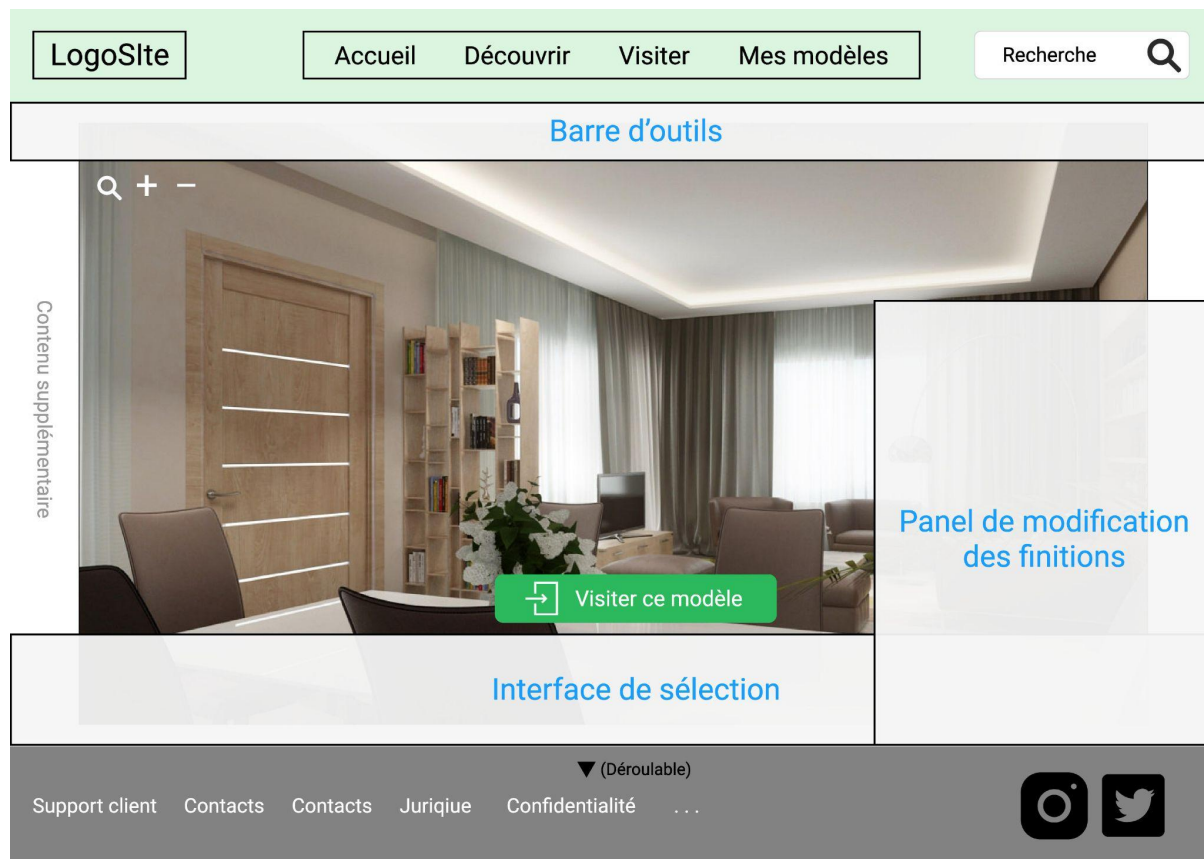 LogoSIte
Accueil Découvrir Visiter Mes modèles
Recherche
Barre d’outils
Contenu supplémentaire
Panel de modification
des finitions
Visiter ce modèle
Interface de sélection
▼ (Déroulable)
Support client Contacts Contacts Juriqiue Confidentialité ...